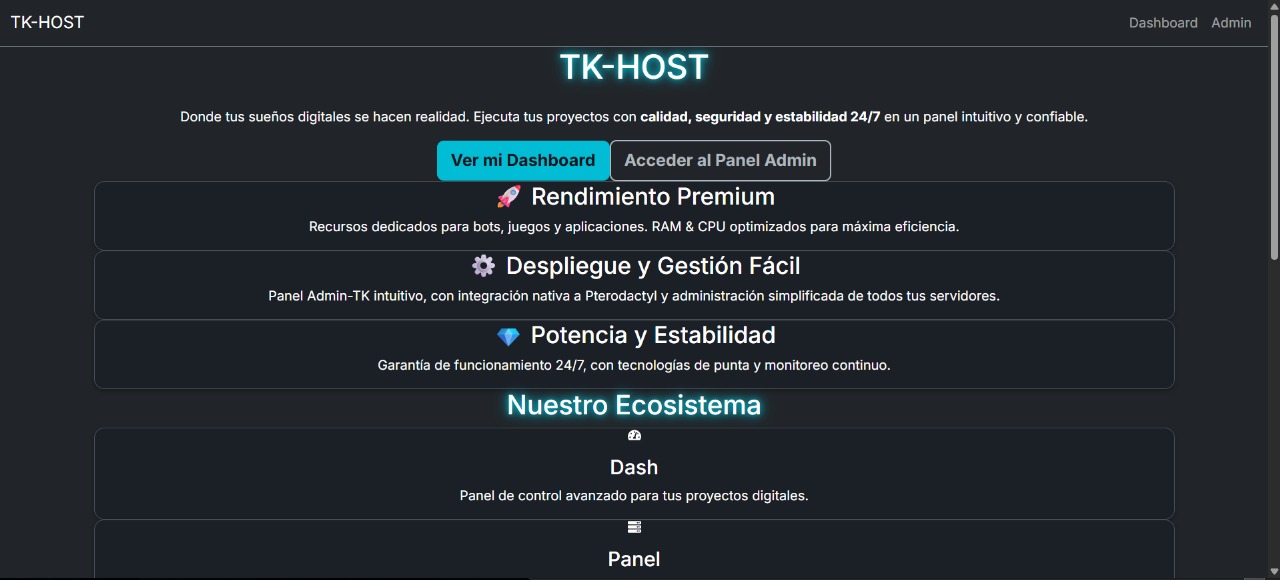 TK-HOST
Dashboard Admin
TK-HOST
Donde tus sueños digitales se hacen realidad. Ejecuta tus proyectos con calidad, seguridad y estabilidad 24/7 en un panel intuitivo y confiable.
Ver mi Dashboard
Acceder al Panel Admin
🚀 Rendimiento Premium
Recursos dedicados para bots, juegos y aplicaciones. RAM & CPU optimizados para máxima eficiencia.
⚙️ Despliegue y Gestión Fácil
Panel Admin-TK intuitivo, con integración nativa a Pterodactyl y administración simplificada de todos tus servidores.
💎 Potencia y Estabilidad
Garantía de funcionamiento 24/7, con tecnologías de punta y monitoreo continuo.
Nuestro Ecosistema
Dash
Panel de control avanzado para tus proyectos digitales.
Panel